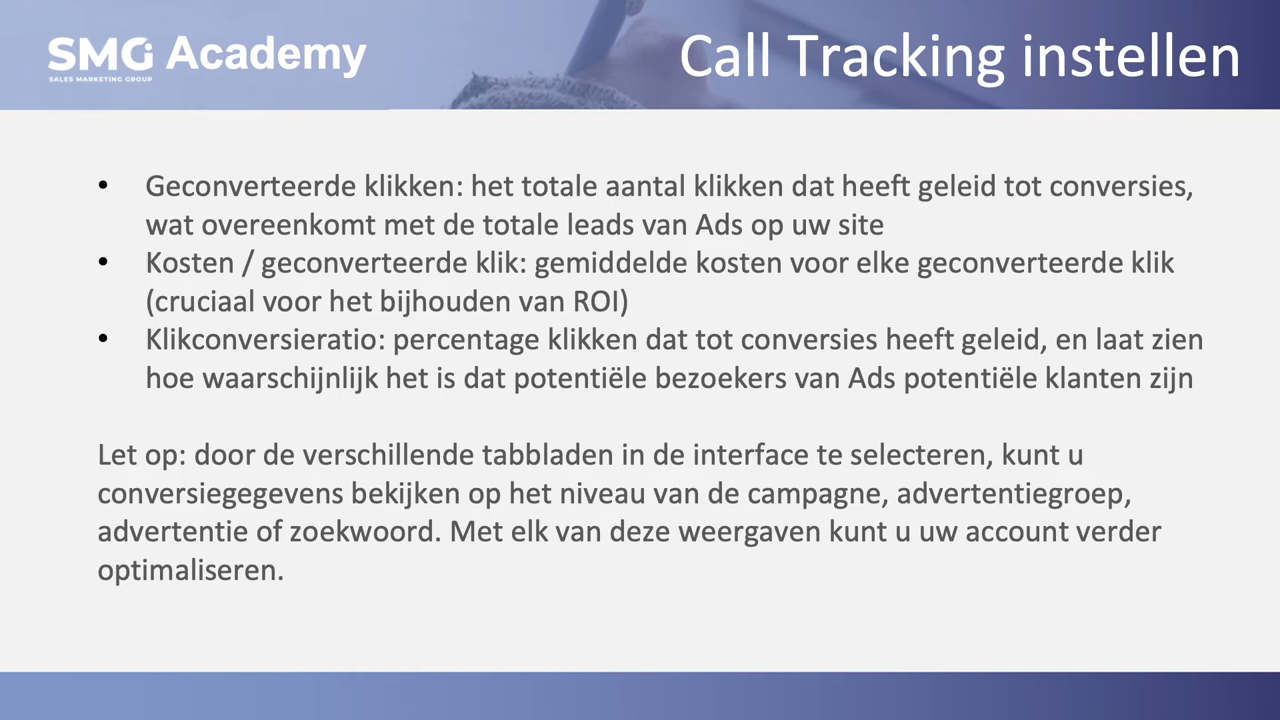 SMG Academy
SALES MARKETING GROUP
Call Tracking instellen
• Geconverteerde klikken: het totale aantal klikken dat heeft geleid tot conversies,
wat overeenkomt met de totale leads van Ads op uw site
• Kosten / geconverteerde klik: gemiddelde kosten voor elke geconverteerde klik
(cruciaal voor het bijhouden van ROI)
• Klikconversieratio: percentage klikken dat tot conversies heeft geleid, en laat zien
hoe waarschijnlijk het is dat potentiële bezoekers van Ads potentiële klanten zijn
Let op: door de verschillende tabbladen in de interface te selecteren, kunt u
conversiegegevens bekijken op het niveau van de campagne, advertentiegroep,
advertentie of zoekwoord. Met elk van deze weergaven kunt u uw account verder
optimaliseren.